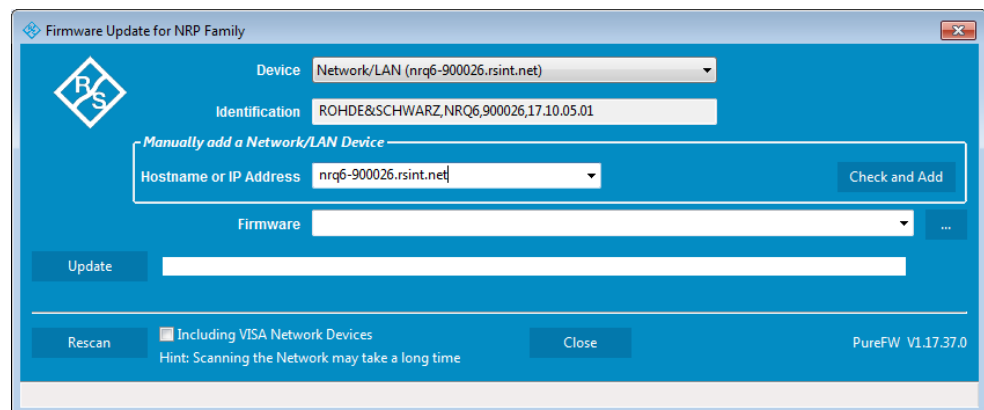 Firmware Update for NRP Family
R S
Device Network/LAN (nrq6-900026.rsint.net)
Identification ROHDE&SCHWARZ,NRQ6,900026,17.10.05.01
Manually add a Network/LAN Device
Hostname or IP Address nrq6-900026.rsint.net Check and Add
Firmware ...
Update
Rescan Including VISA Network Devices Close PureFW V1.17.37.0
Hint: Scanning the Network may take a long time